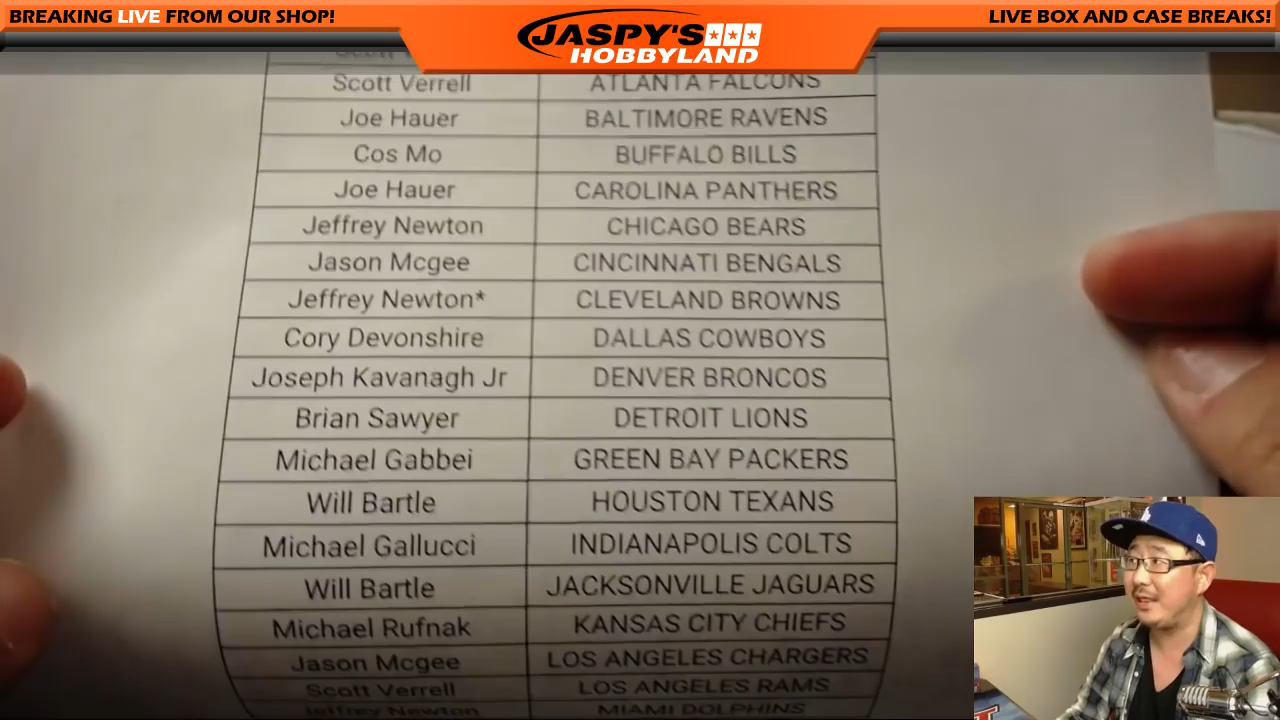 BREAKING LIVE FROM OUR SHOP!
JASPY'S
HOBBYLAND
LIVE BOX AND CASE BREAKS!
Scott Verrell ATLANTA FALCONS
Joe Hauer BALTIMORE RAVENS
Cos Mo BUFFALO BILLS
Joe Hauer CAROLINA PANTHERS
Jeffrey Newton CHICAGO BEARS
Jason Mcgee CINCINNATI BENGALS
Jeffrey Newton* CLEVELAND BROWNS
Cory Devonshire DALLAS COWBOYS
Joseph Kavanagh Jr DENVER BRONCOS
Brian Sawyer DETROIT LIONS
Michael Gabbei GREEN BAY PACKERS
Will Bartle HOUSTON TEXANS
Michael Gallucci INDIANAPOLIS COLTS
Will Bartle JACKSONVILLE JAGUARS
Michael Rufnak KANSAS CITY CHIEFS
Jason Mcgee LOS ANGELES CHARGERS
Scott Verrell LOS ANGELES RAMS
Jeffrey Newton MIAMI DOLPHINS